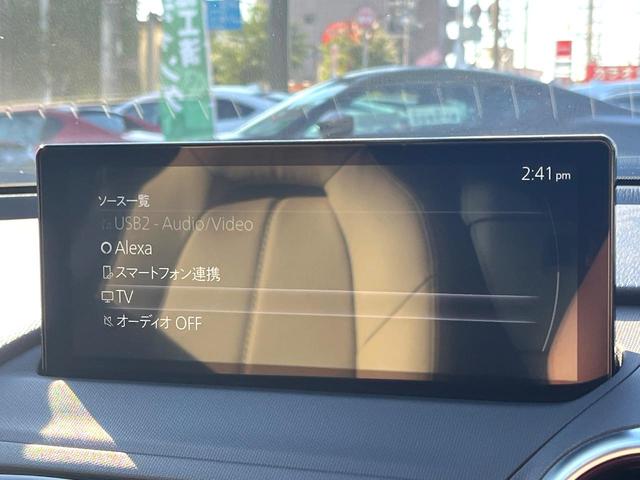 2:41 pm
ソース一覧
USB2 - Audio/Video
Alexa
スマートフォン連携
TV
オーディオ OFF